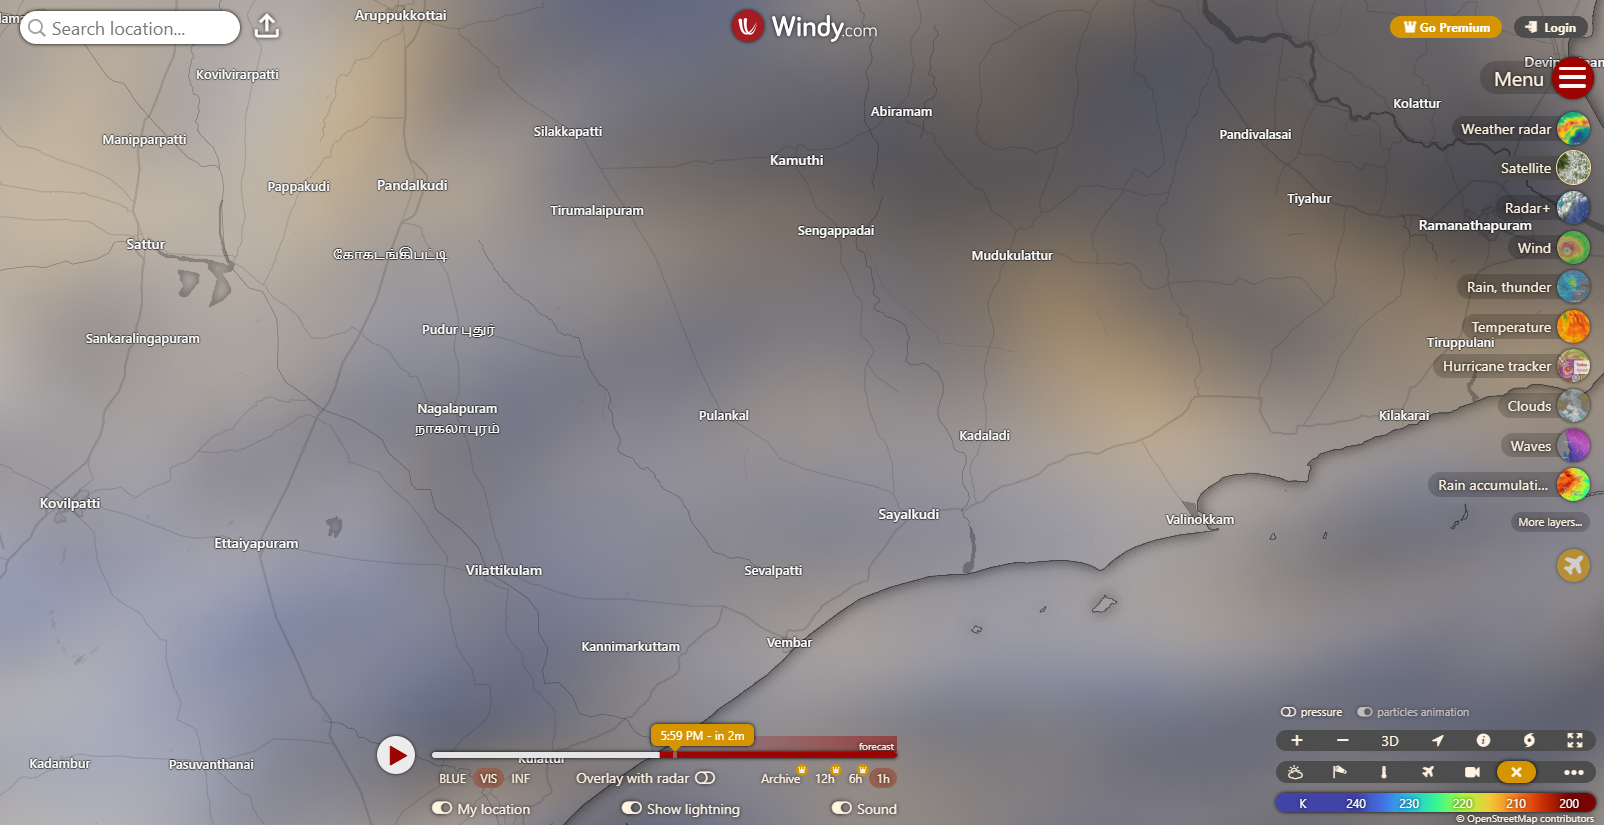 Search location...
Windy.com
Go Premium
Login
Menu
Weather radar
Satellite
Radar+
Wind
Rain, thunder
Temperature
Hurricane tracker
Clouds
Waves
Rain accumulati...
More layers...
Aruppukkottai
Kovilvirarpatti
Manipparpatti
Silakkapatti
Abiramam
Kolattur
Pandivalasai
Kamuthi
Pappakudi
Pandalkudi
Tirumalaipuram
Tiyahur
Sengappadai
Ramanathapuram
Sattur
கோகடங்கிபட்டி
Mudukulattur
Sankaralingapuram
Pudur புதுர்
Tiruppulani
Nagalapuram
நாகலாபுரம்
Pulankal
Kadaladi
Kilakarai
Kovilpatti
Sayalkudi
Valinokkam
Ettaiyapuram
Vilattikulam
Sevalpatti
Kannimarkuttam
Vembar
Kadambur
Pasuvanthanai
Kulattur
5:59 PM - in 2m
forecast
BLUE VIS INF
Overlay with radar
Archive 12h 6h 1h
My location
Show lightning
Sound
pressure
particles animation
3D
K 240 230 220 210 200
© OpenStreetMap contributors